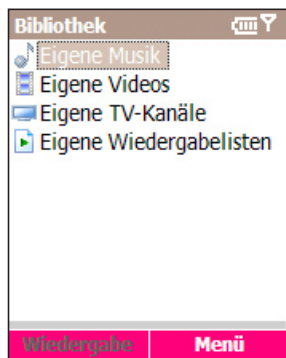 Bibliothek
Eigene Musik
Eigene Videos
Eigene TV-Kanäle
Eigene Wiedergabelisten
Wiedergabe Menü